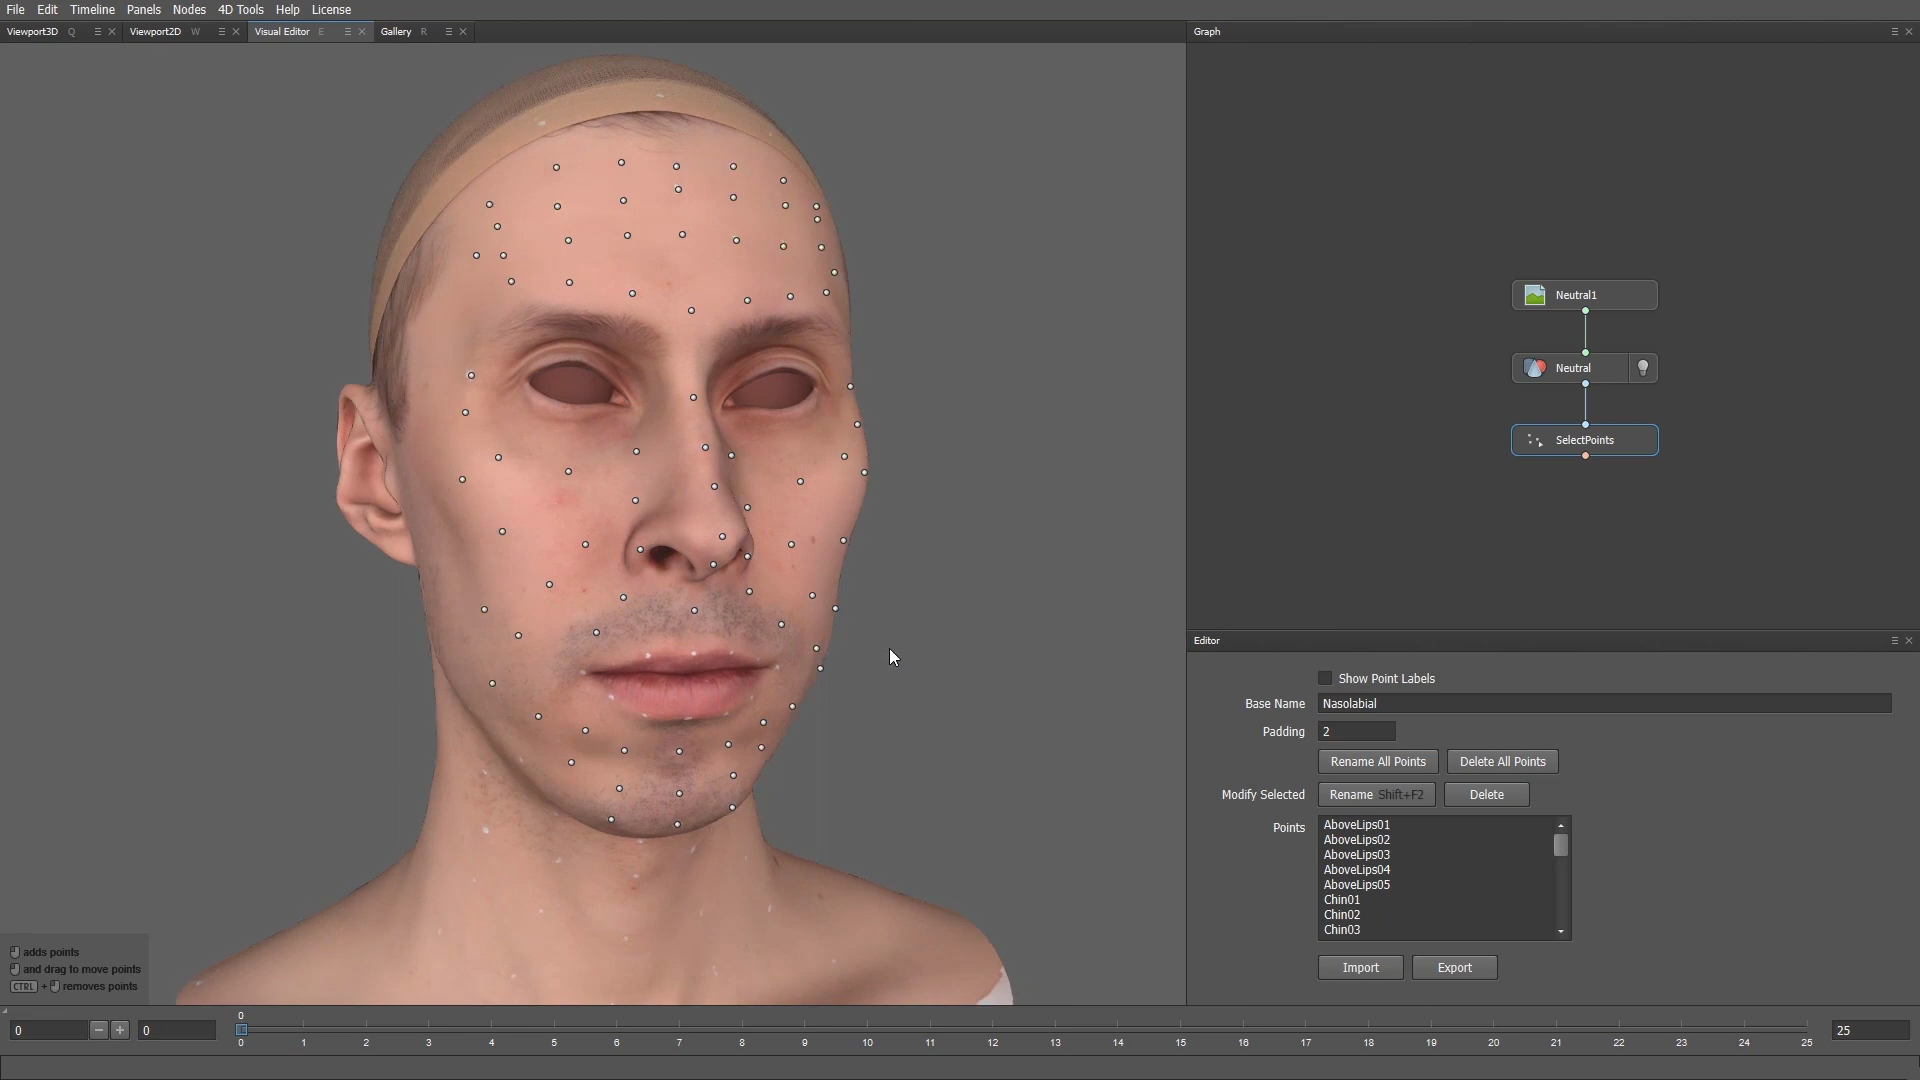 File Edit Timeline Panels Nodes 4D Tools Help License
Viewport3D Q Viewport2D W Visual Editor E Gallery R Graph
Neutral1
Neutral
SelectPoints
Editor
Show Point Labels
Base Name Nasolabial
Padding 2
Rename All Points Delete All Points
Modify Selected Rename Shift+F2 Delete
Points
AboveLips01
AboveLips02
AboveLips03
AboveLips04
AboveLips05
Chin01
Chin02
Chin03
Import Export
adds points
and drag to move points
CTRL + removes points
0
0 0 25
0 1 2 3 4 5 6 7 8 9 10 11 12 13 14 15 16 17 18 19 20 21 22 23 24 25